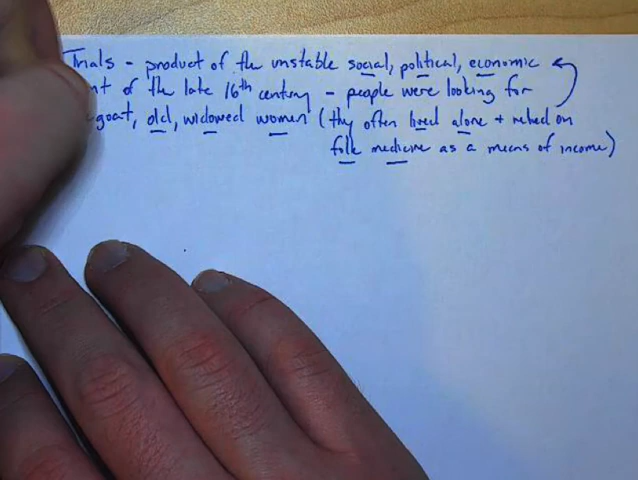 Trials - product of the unstable social, political, economic
nt of the late 16th century - people were looking for
goat, old, widowed women (they often lived alone + relied on
folk medicine as a means of income)